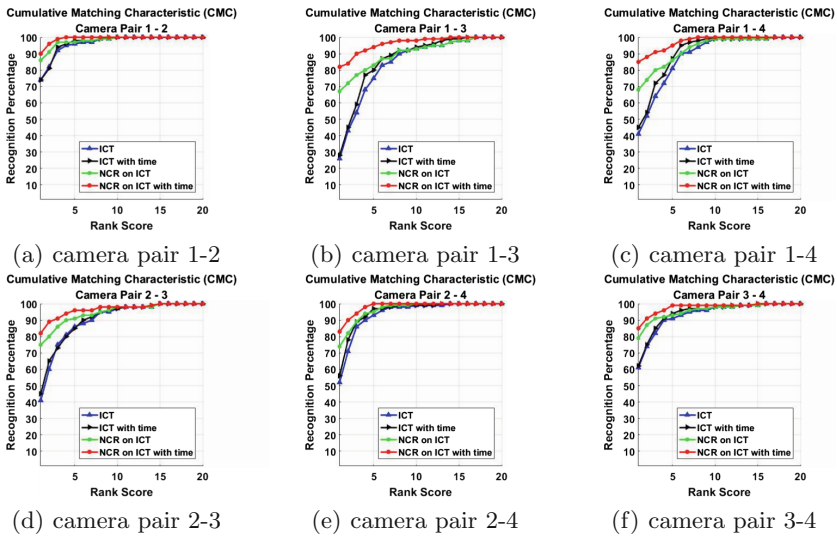 Cumulative Matching Characteristic (CMC)
Camera Pair 1 - 2
Recognition Percentage
100
90
80
70
60
50
40
30
20
10
5
10
15
20
Rank Score
ICT
ICT with time
NCR on ICT
NCR on ICT with time
(a) camera pair 1-2
Cumulative Matching Characteristic (CMC)
Camera Pair 1 - 3
Recognition Percentage
100
90
80
70
60
50
40
30
20
10
5
10
15
20
Rank Score
ICT
ICT with time
NCR on ICT
NCR on ICT with time
(b) camera pair 1-3
Cumulative Matching Characteristic (CMC)
Camera Pair 1 - 4
Recognition Percentage
100
90
80
70
60
50
40
30
20
10
5
10
15
20
Rank Score
ICT
ICT with time
NCR on ICT
NCR on ICT with time
(c) camera pair 1-4
Cumulative Matching Characteristic (CMC)
Camera Pair 2 - 3
Recognition Percentage
100
90
80
70
60
50
40
30
20
10
5
10
15
20
Rank Score
ICT
ICT with time
NCR on ICT
NCR on ICT with time
(d) camera pair 2-3
Cumulative Matching Characteristic (CMC)
Camera Pair 2 - 4
Recognition Percentage
100
90
80
70
60
50
40
30
20
10
5
10
15
20
Rank Score
ICT
ICT with time
NCR on ICT
NCR on ICT with time
(e) camera pair 2-4
Cumulative Matching Characteristic (CMC)
Camera Pair 3 - 4
Recognition Percentage
100
90
80
70
60
50
40
30
20
10
5
10
15
20
Rank Score
ICT
ICT with time
NCR on ICT
NCR on ICT with time
(f) camera pair 3-4